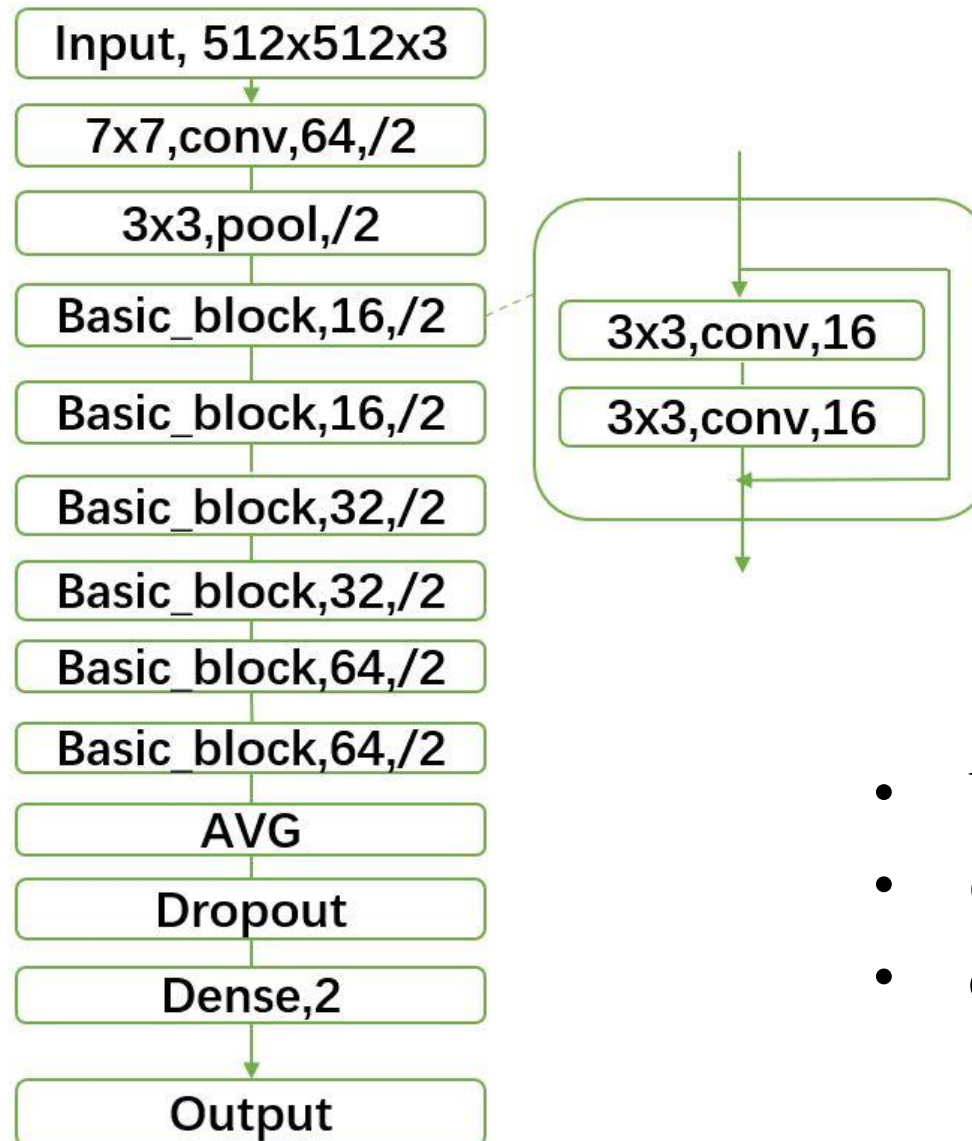 Input, 512x512x3
7x7,conv,64,/2
3x3,pool,/2
Basic_block,16,/2
Basic_block,16,/2
Basic_block,32,/2
Basic_block,32,/2
Basic_block,64,/2
Basic_block,64,/2
AVG
Dropout
Dense,2
Output
3x3,conv,16
3x3,conv,16